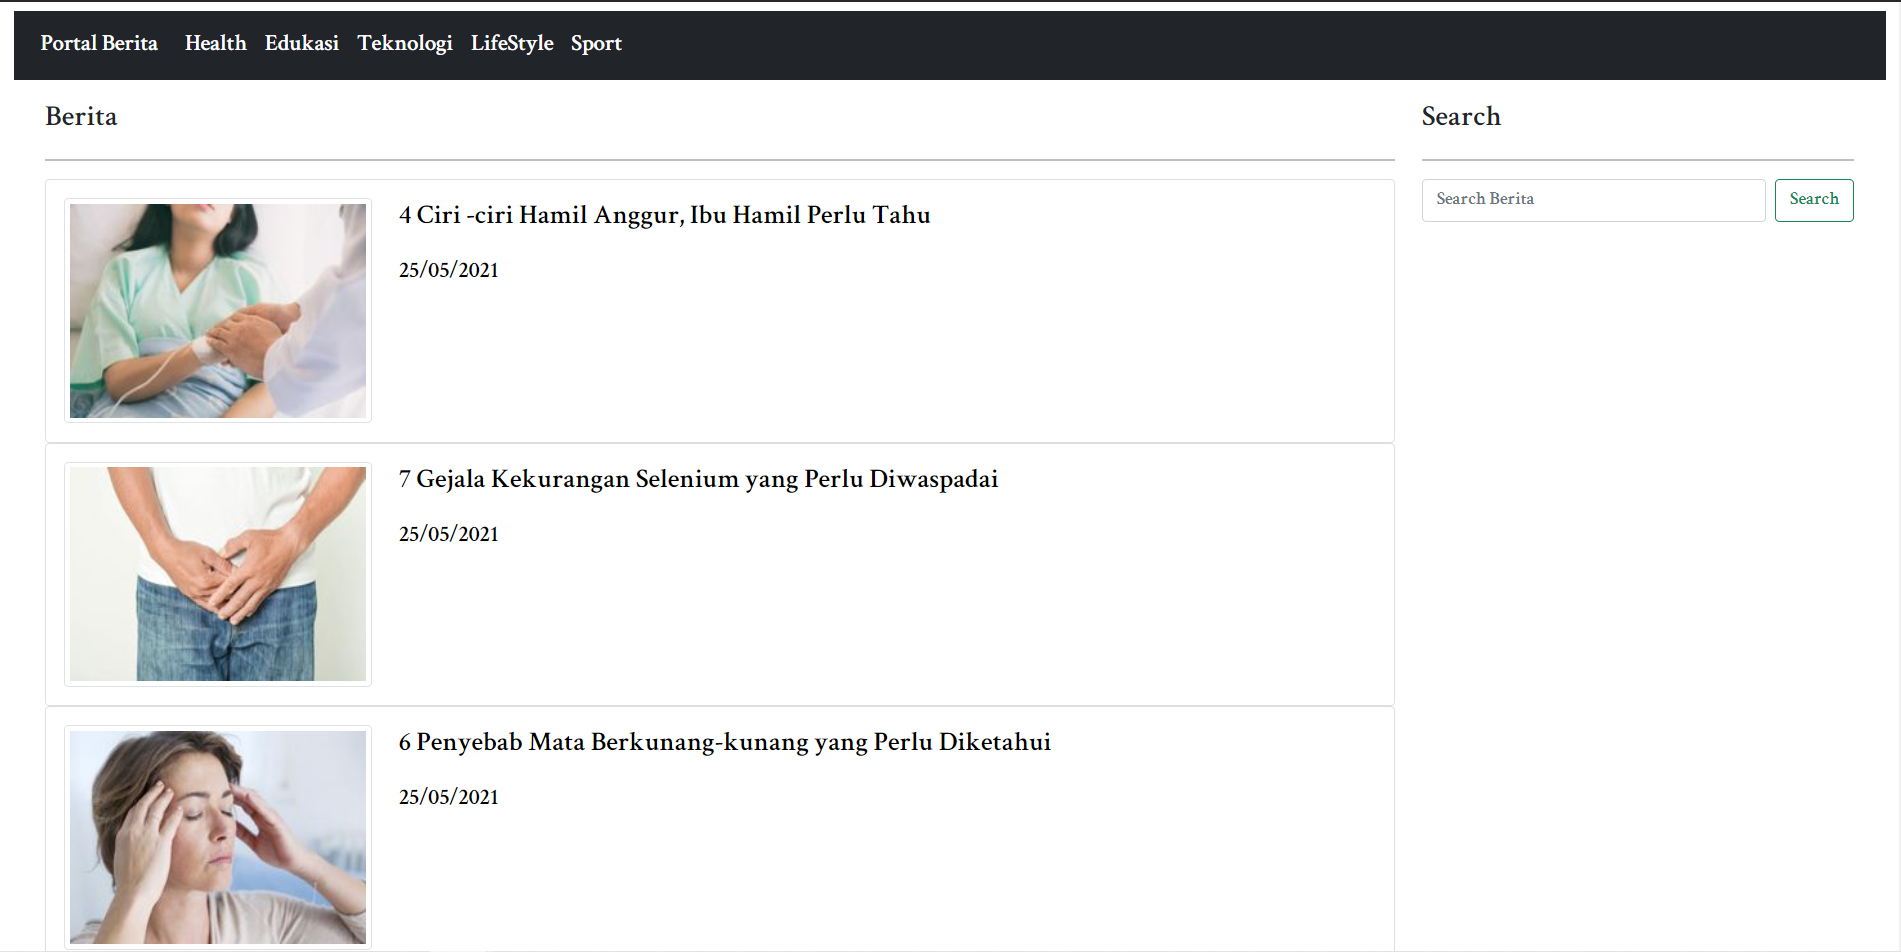 Portal Berita Health Edukasi Teknologi LifeStyle Sport
Berita
4 Ciri -ciri Hamil Anggur, Ibu Hamil Perlu Tahu
25/05/2021
7 Gejala Kekurangan Selenium yang Perlu Diwaspadai
25/05/2021
6 Penyebab Mata Berkunang-kunang yang Perlu Diketahui
25/05/2021
Search
Search Berita Search